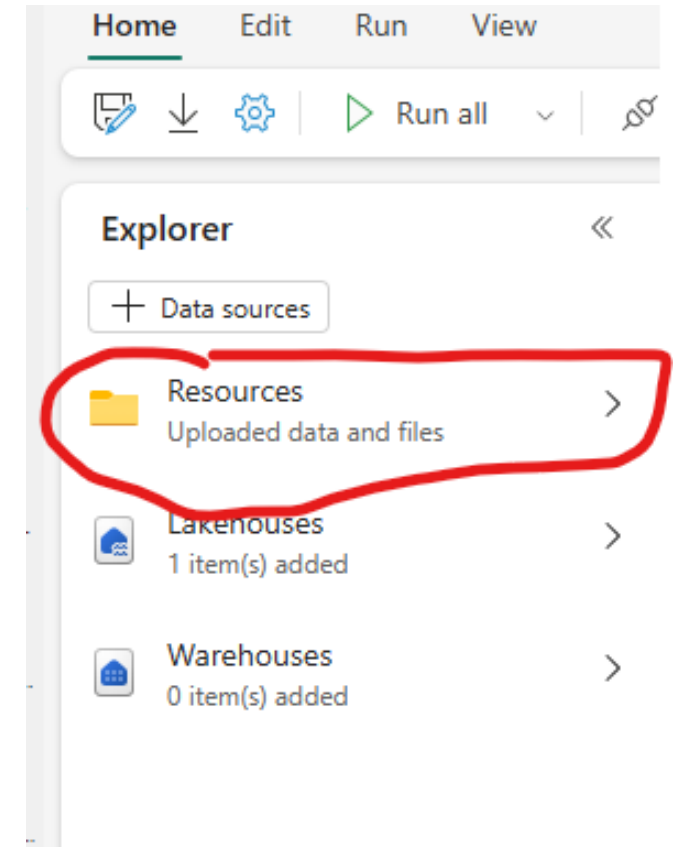 Home Edit Run View
Run all
Explorer
Data sources
Resources
Uploaded data and files
Lakehouses
1 item(s) added
Warehouses
0 item(s) added